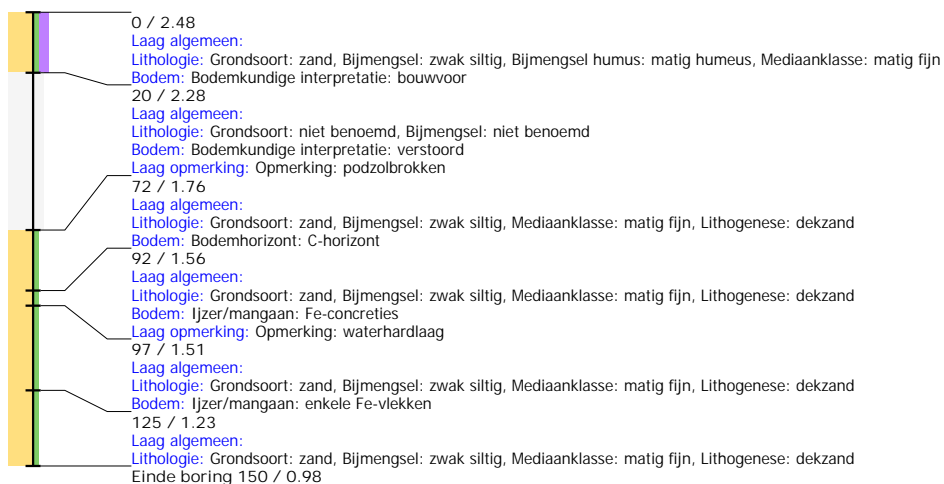 0 / 2.48
Laag algemeen:
Lithologie: Grondsoort: zand, Bijmengsel: zwak siltig, Bijmengsel humus: matig humeus, Mediaanklasse: matig fijn
Bodem: Bodemkundige interpretatie: bouwvoor
20 / 2.28
Laag algemeen:
Lithologie: Grondsoort: niet benoemd, Bijmengsel: niet benoemd
Bodem: Bodemkundige interpretatie: verstoord
Laag opmerking: Opmerking: podzolbrokken
72 / 1.76
Laag algemeen:
Lithologie: Grondsoort: zand, Bijmengsel: zwak siltig, Mediaanklasse: matig fijn, Lithogenese: dekzand
Bodem: Bodemhorizont: C-horizont
92 / 1.56
Laag algemeen:
Lithologie: Grondsoort: zand, Bijmengsel: zwak siltig, Mediaanklasse: matig fijn, Lithogenese: dekzand
Bodem: Ijzer/mangaan: Fe-concreties
Laag opmerking: Opmerking: waterhardlaag
97 / 1.51
Laag algemeen:
Lithologie: Grondsoort: zand, Bijmengsel: zwak siltig, Mediaanklasse: matig fijn, Lithogenese: dekzand
Bodem: Ijzer/mangaan: enkele Fe-vlekken
125 / 1.23
Laag algemeen:
Lithologie: Grondsoort: zand, Bijmengsel: zwak siltig, Mediaanklasse: matig fijn, Lithogenese: dekzand
Einde boring 150 / 0.98